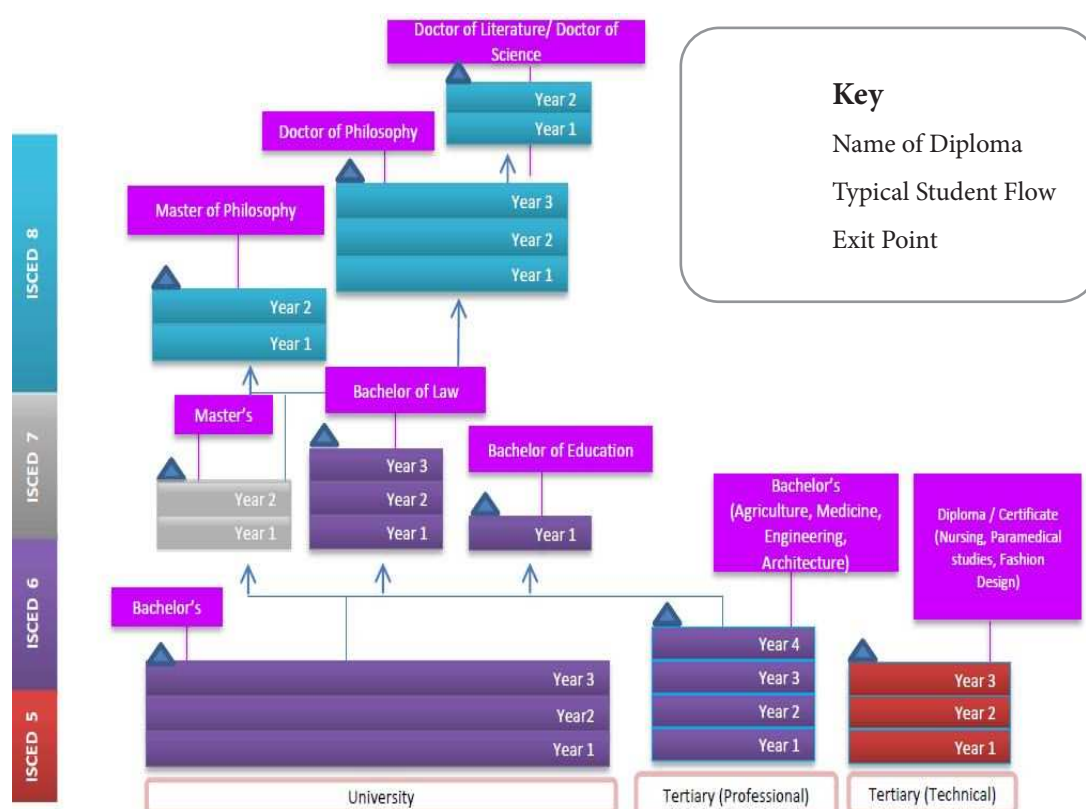 Doctor of Literature/ Doctor of
Science
Year 2
Year 1
Doctor of Philosophy
Year 3
Year 2
Year 1
Master of Philosophy
Year 2
Year 1
Key
Name of Diploma
Typical Student Flow
Exit Point
ISCED 8
ISCED 7
ISCED 6
ISCED 5
Master's
Year 2
Year 1
Bachelor of Law
Year 3
Year 2
Year 1
Bachelor of Education
Year 1
Bachelor's
(Agriculture, Medicine,
Engineering,
Architecture)
Year 4
Year 3
Year 2
Year 1
Diploma / Certificate
(Nursing, Paramedical
studies, Fashion
Design)
Year 3
Year 2
Year 1
Bachelor's
Year 3
Year2
Year 1
University
Tertiary (Professional)
Tertiary (Technical)